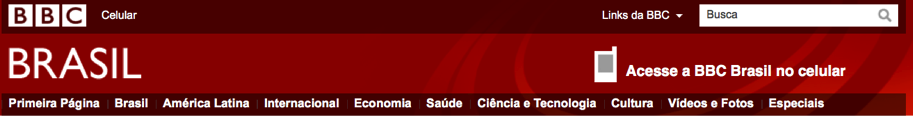 BBC Celular Links da BBC Busca
BRASIL
Acesse a BBC Brasil no celular
Primeira Página Brasil América Latina Internacional Economia Saúde Ciência e Tecnologia Cultura Vídeos e Fotos Especiais